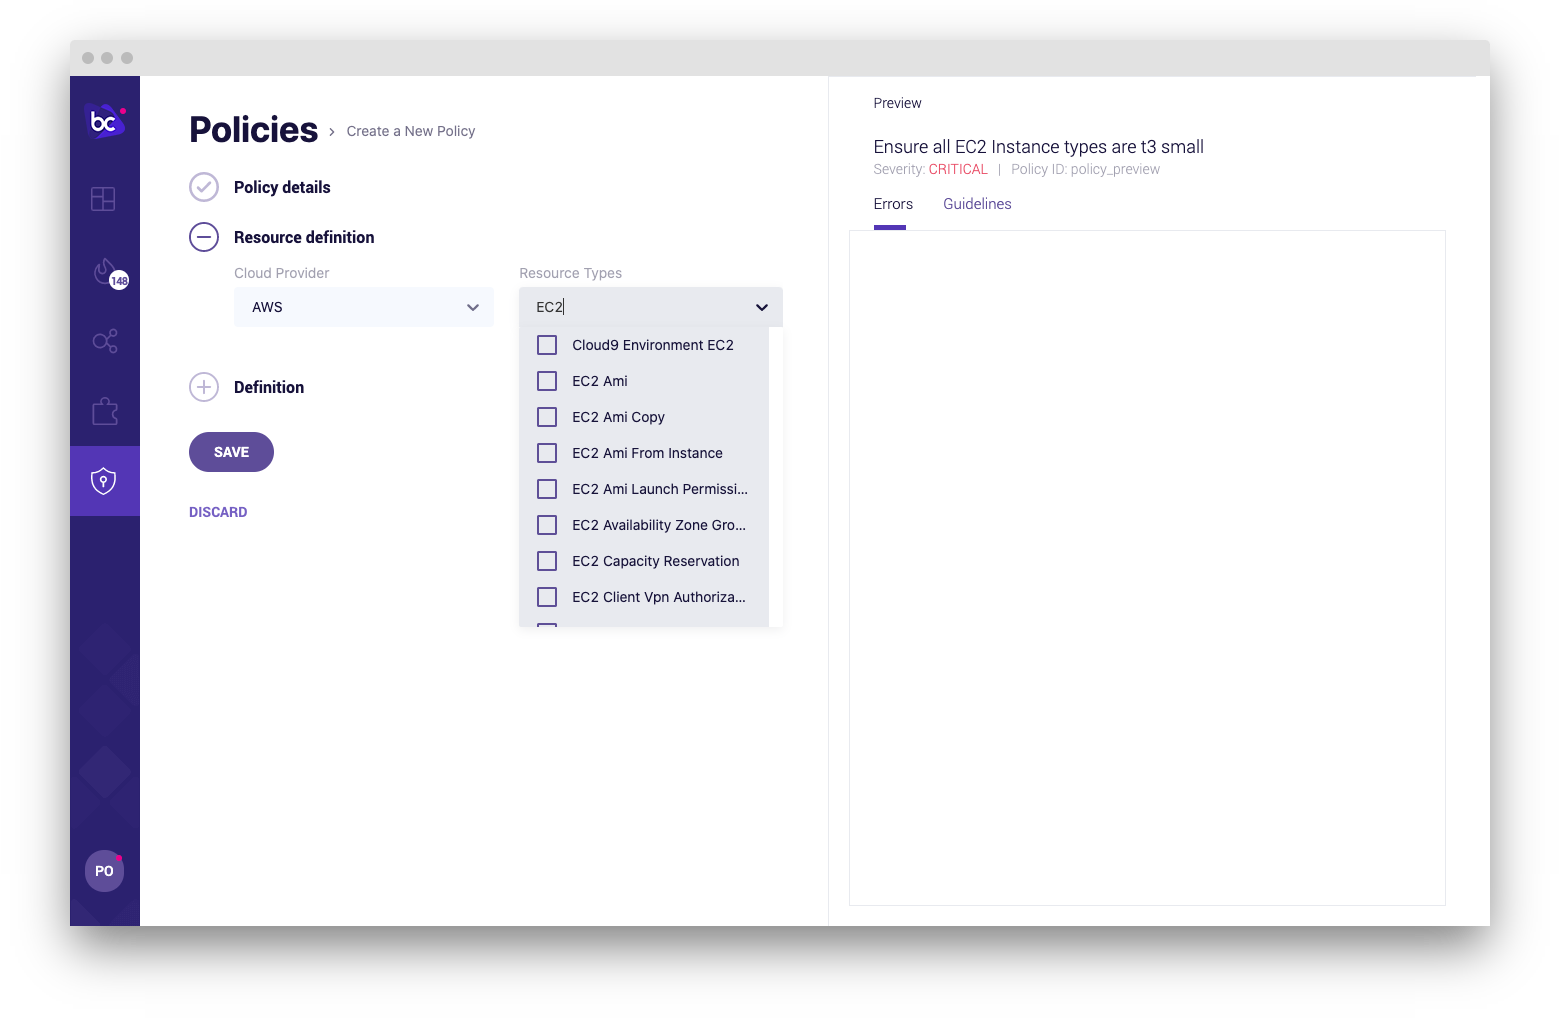 bc
148
PO
Policies › Create a New Policy
Policy details
Resource definition
Cloud Provider
AWS
Resource Types
EC2
Cloud9 Environment EC2
EC2 Ami
EC2 Ami Copy
EC2 Ami From Instance
EC2 Ami Launch Permissi...
EC2 Availability Zone Gro...
EC2 Capacity Reservation
EC2 Client Vpn Authoriza...
Definition
SAVE
DISCARD
Preview
Ensure all EC2 Instance types are t3 small
Severity: CRITICAL | Policy ID: policy_preview
Errors Guidelines